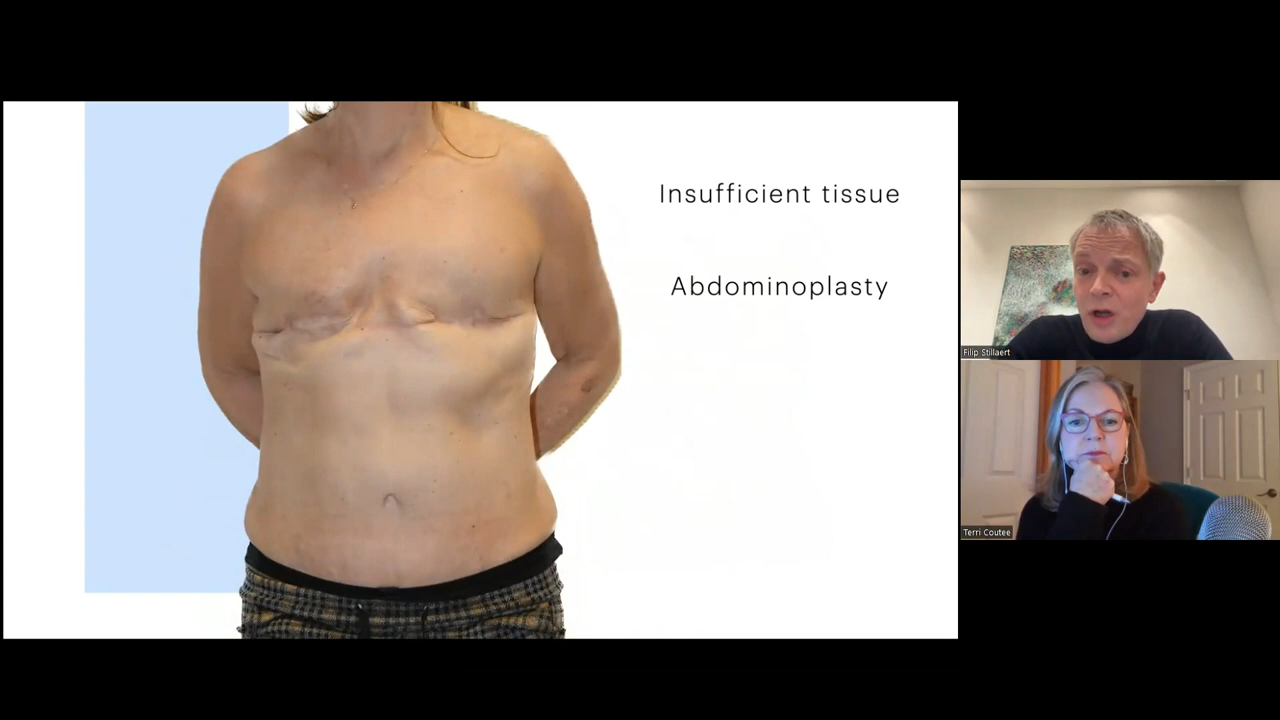 Insufficient tissue
Abdominoplasty
Filip Stillaert
Terri Coutee